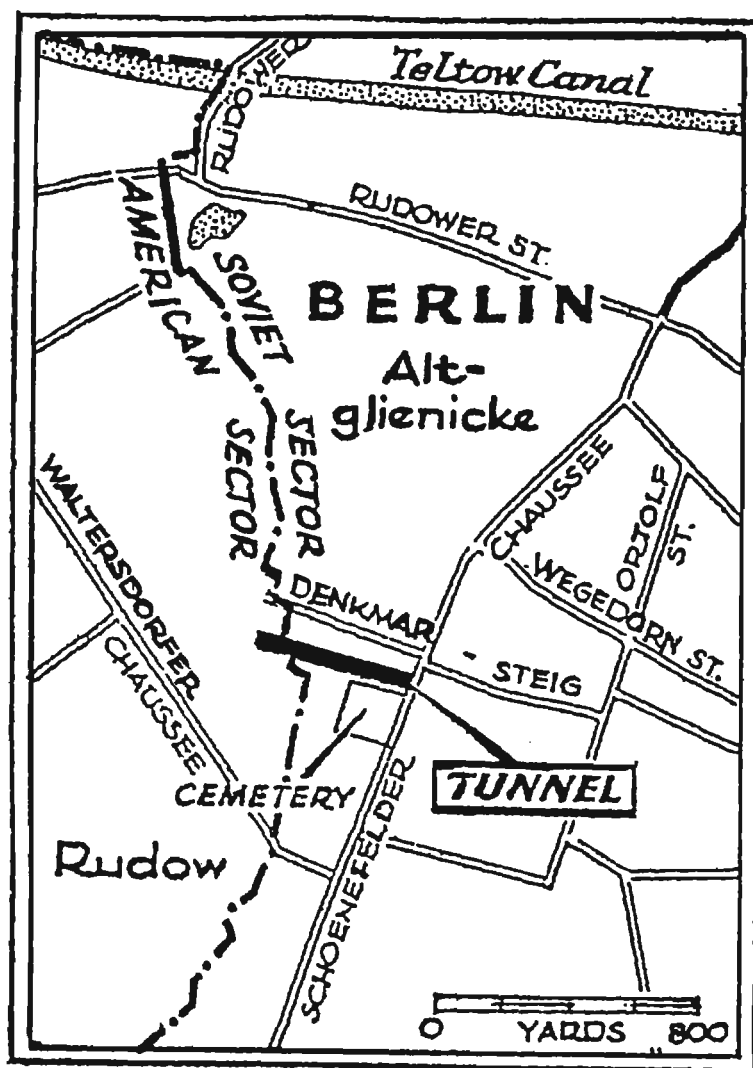 Teltow Canal
RUDOWER
RUDOWER ST.
AMERICAN
SECTOR
SOVIET
SECTOR
BERLIN
Alt-
glienicke
CHAUSSEE
ORTOLF
ST.
WEGEDORN ST.
WALTERSDORFER
CHAUSSEE
DENKMAR
- STEIG
CEMETERY
TUNNEL
Rudow
SCHOENEFELDER
0 YARDS 800